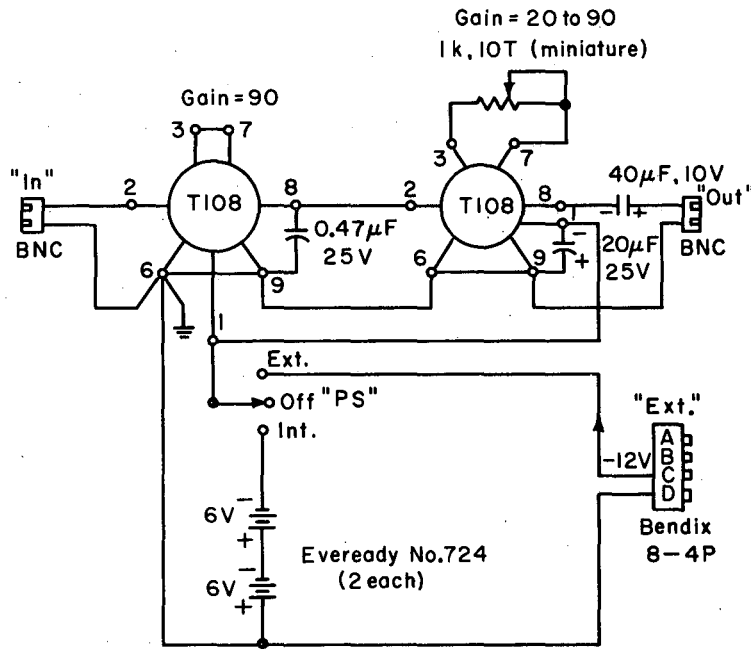 Gain = 20 to 90
1k, 10T (miniature)
Gain = 90
3 7
3 7
"In"
2
T108
8
2
T108
8
40μF, 10V
"Out"
BNC
0.47μF
25V
1
-
+
- +
20μF
25V
BNC
6
9
6
9
1
Ext.
Off "PS"
Int.
"Ext."
A
B
-12V
C
D
Bendix
8-4P
6V
-
+
6V
-
+
Eveready No.724
(2 each)